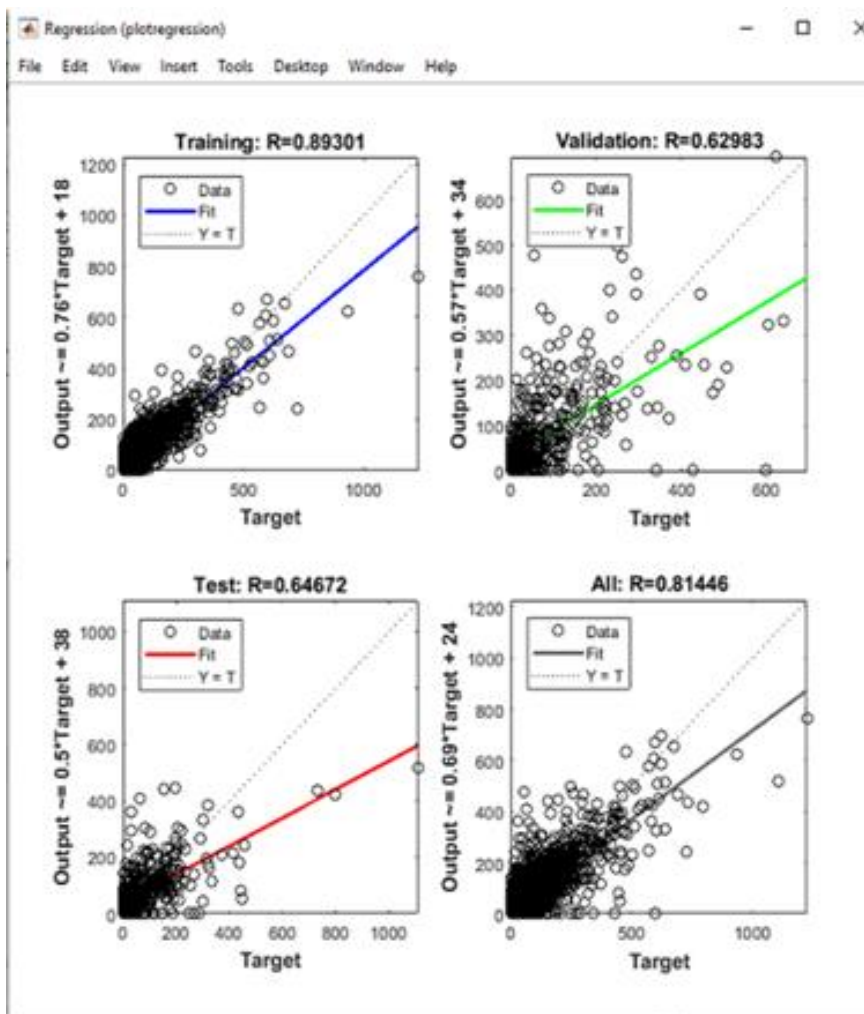 Regression (plotregression)
File Edit View Insert Tools Desktop Window Help
Training: R=0.89301
Output ~= 0.76*Target + 18
1200
1000
800
600
400
200
0
Data
Fit
Y = T
0 500 1000
Target
Validation: R=0.62983
Output ~= 0.57*Target + 34
600
500
400
300
200
100
0
Data
Fit
Y = T
0 200 400 600
Target
Test: R=0.64672
Output ~= 0.5*Target + 38
1000
800
600
400
200
0
Data
Fit
Y = T
0 200 400 600 800 1000
Target
All: R=0.81446
Output ~= 0.69*Target + 24
1200
1000
800
600
400
200
0
Data
Fit
Y = T
0 500 1000
Target